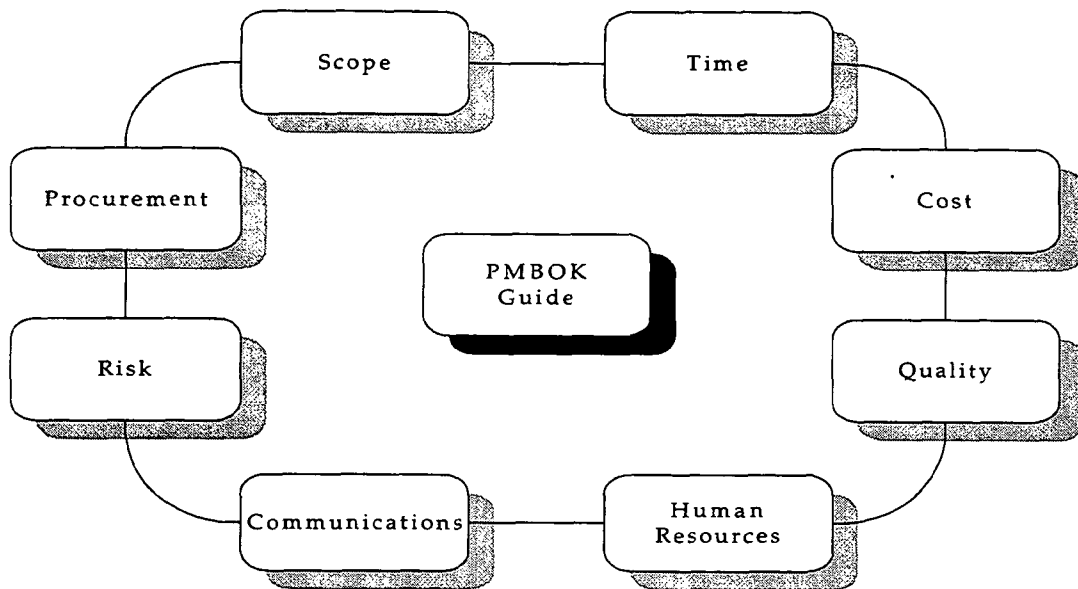 Scope
Time
Procurement
Cost
PMBOK
Guide
Risk
Quality
Communications
Human
Resources